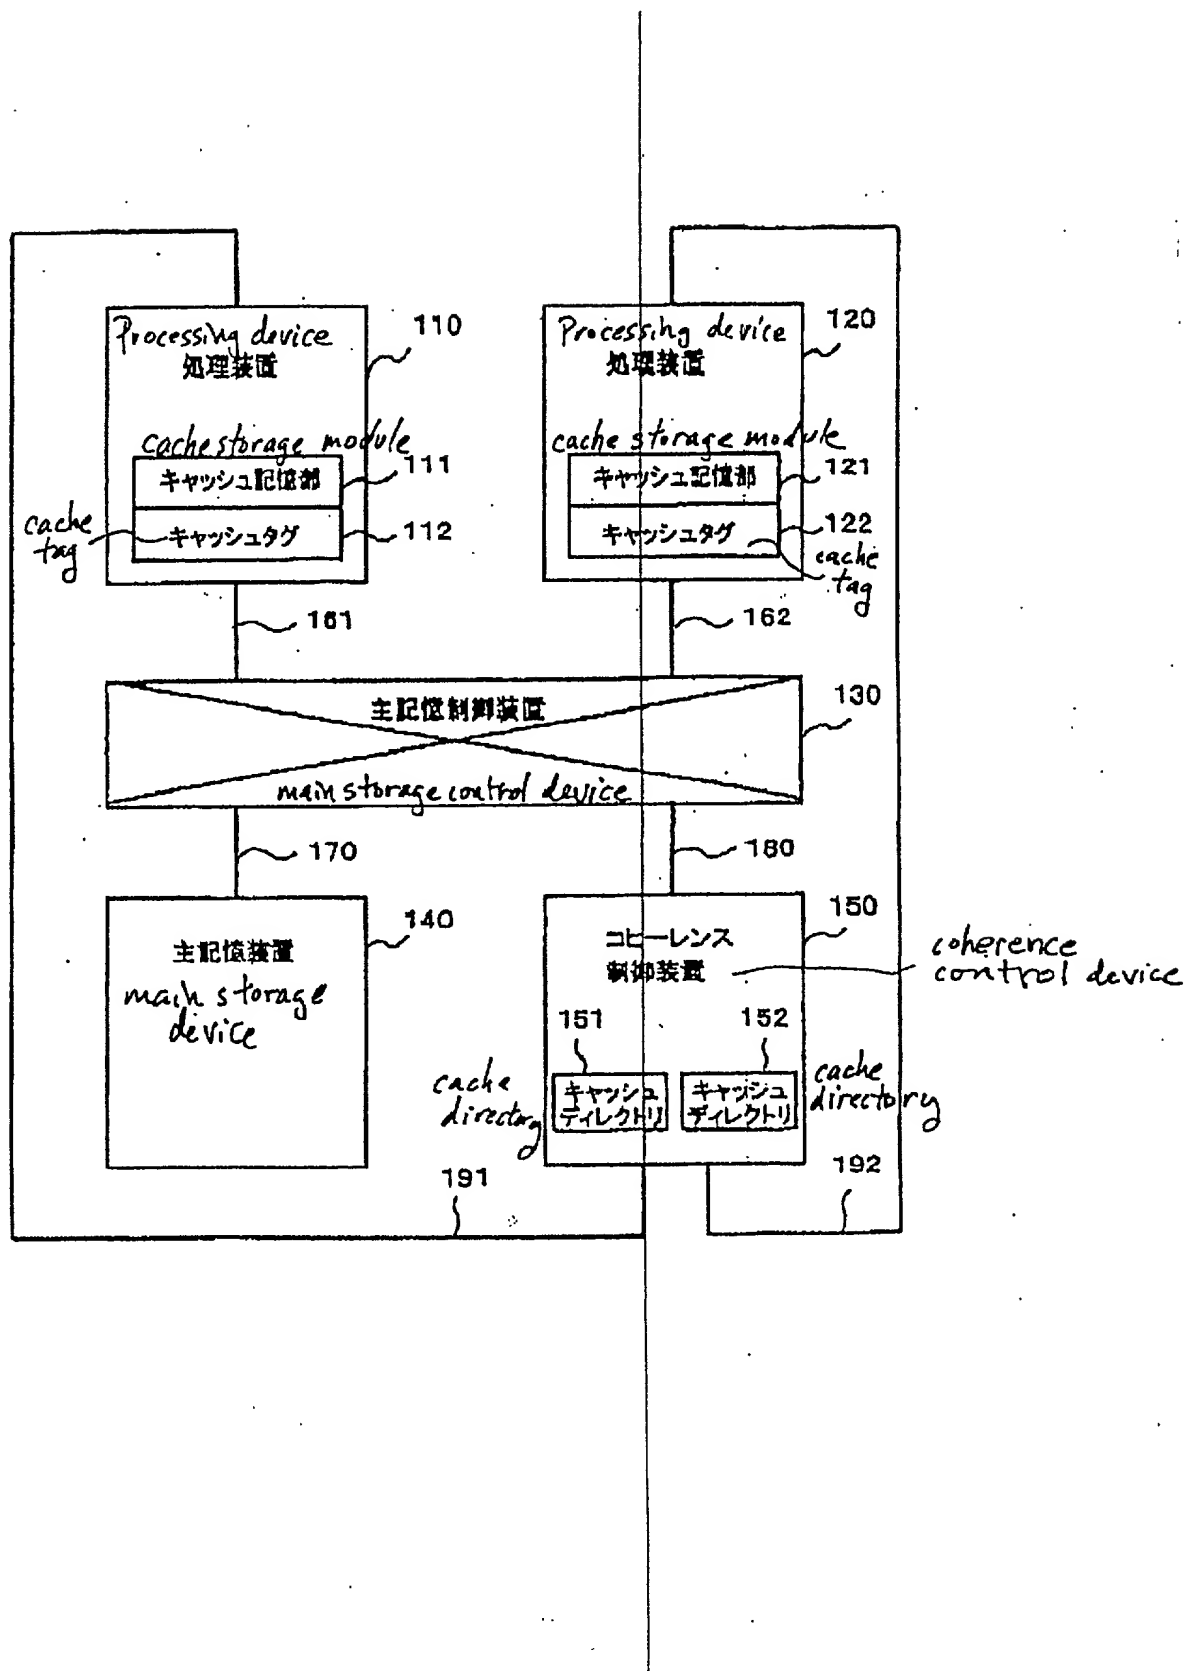 Processing device
処理装置
110
cache storage module
キャッシュ記憶部
111
cache
tag
キャッシュタグ
112
Processing device
処理装置
120
cache storage module
キャッシュ記憶部
121
キャッシュタグ
122
cache
tag
161
162
主記憶制御装置
130
main storage control device
170
180
主記憶装置
140
main storage
device
コヒーレンス
制御装置
150
coherence
control device
151
152
cache
directory
キャッシュ
ディレクトリ
キャッシュ
ディレクトリ
cache
directory
191
192